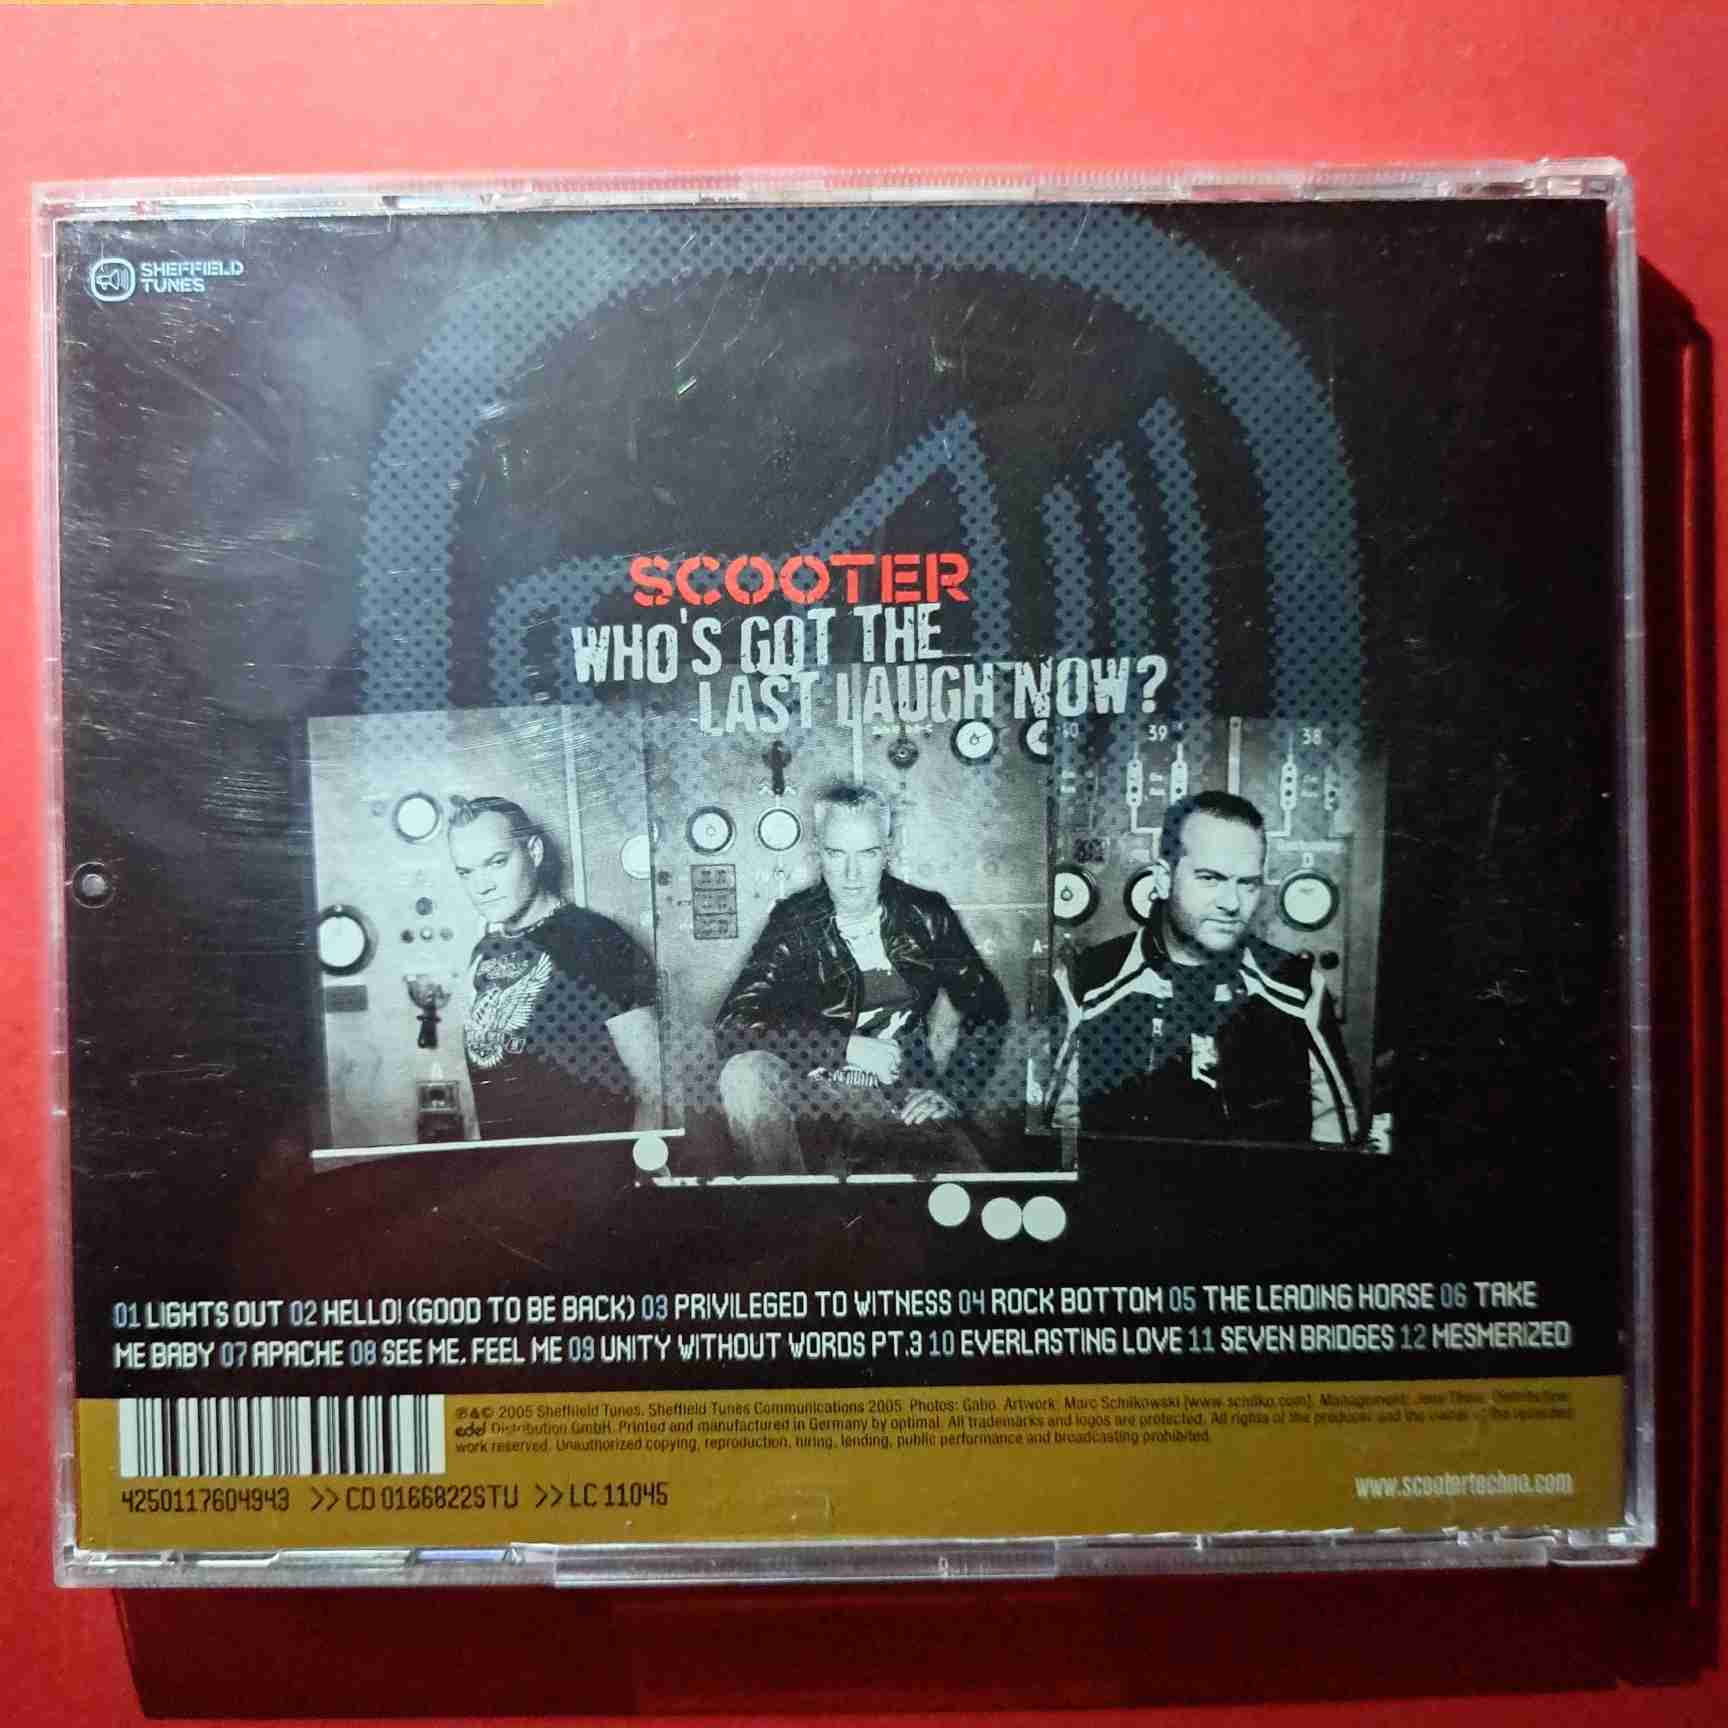 SHEFFIELD
TUNES
SCOOTER
WHO'S GOT THE
LAST LAUGH NOW?
39
38
D
A
01 LIGHTS OUT 02 HELLO! (GOOD TO BE BACK) 03 PRIVILEGED TO WITNESS 04 ROCK BOTTOM 05 THE LEADING HORSE 06 TAKE
ME BABY 07 APACHE 08 SEE ME, FEEL ME 09 UNITY WITHOUT WORDS PT.3 10 EVERLASTING LOVE 11 SEVEN BRIDGES 12 MESMERIZED
℗&© 2005 Sheffield Tunes. Sheffield Tunes Communications 2005. Photos: Gabo. Artwork: Marc Schilkowski [www.schilko.com]. Management: Jens Thele. Distribution:
edel Distribution GmbH. Printed and manufactured in Germany by optimal. All trademarks and logos are protected. All rights of the producer and the owner of the
work reserved. Unauthorized copying, reproduction, hiring, lending, public performance and broadcasting prohibited.
www.scootertechno.com
4250117604943 >> CD 0166822STU >> LC 11045